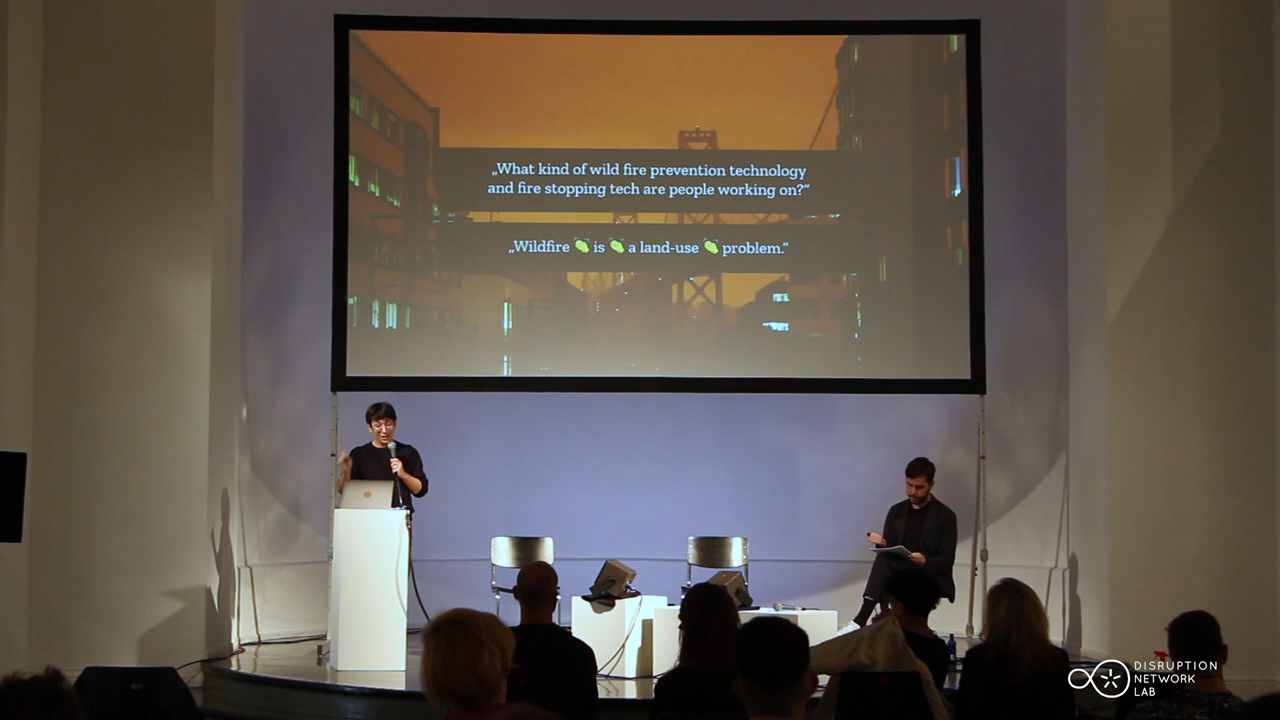 „What kind of wild fire prevention technology
and fire stopping tech are people working on?“
„Wildfire 👏 is 👏 a land-use 👏 problem.“
DISRUPTION
NETWORK
LAB